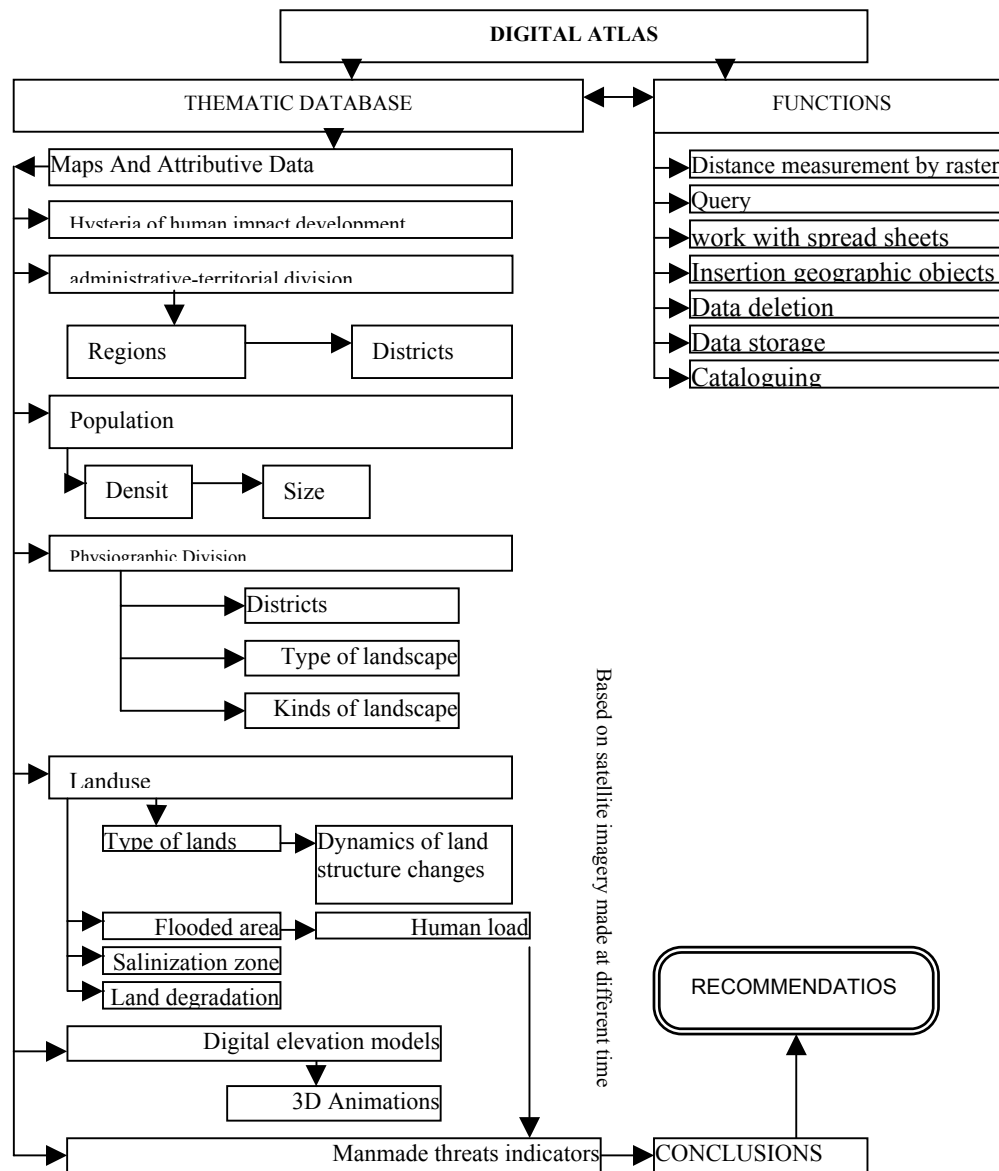 DIGITAL ATLAS
THEMATIC DATABASE
FUNCTIONS
Maps And Attributive Data
Hysteria of human impact development
administrative-territorial division
Regions
Districts
Population
Densit
Size
Physiographic Division
Districts
Type of landscape
Kinds of landscape
Landuse
Type of lands
Dynamics of land
structure changes
Flooded area
Human load
Salinization zone
Land degradation
Digital elevation models
3D Animations
Manmade threats indicators
Distance measurement by raster
Query
work with spread sheets
Insertion geographic objects
Data deletion
Data storage
Cataloguing
Based on satellite imagery made at different time
RECOMMENDATIOS
CONCLUSIONS